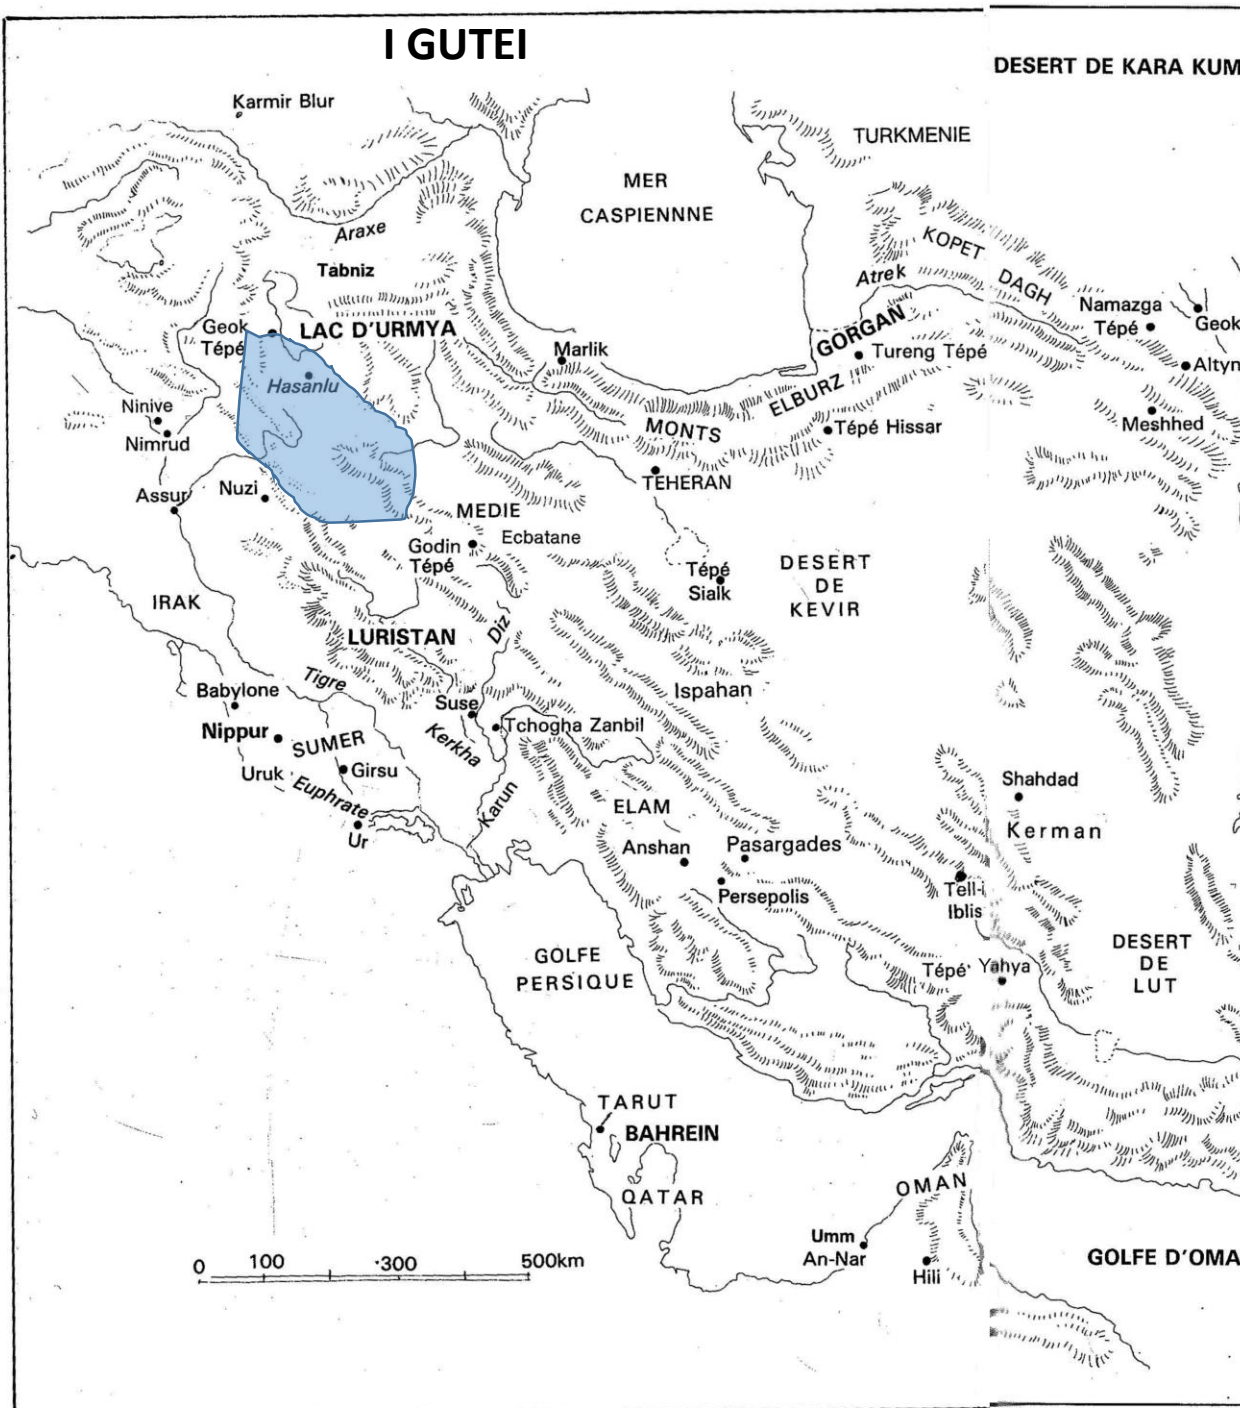 I GUTEI
DESERT DE KARA KUM
Karmir Blur
TURKMENIE
MER
CASPIENNNE
Araxe
KOPET
DAGH
Tabniz
Atrek
Namazga
Tépé
Geok
Tépé
LAC D'URMYA
GORGAN
Geok
Marlik
Tureng Tépé
Altyn
Hasanlu
ELBURZ
Ninive
MONTS
Tépé Hissar
Meshhed
Nimrud
TEHERAN
Assur
Nuzi
MEDIE
Ecbatane
Godin
Tépé
Tépé
Sialk
DESERT
DE
KEVIR
IRAK
LURISTAN
Diz
Tigre
Ispahan
Babylone
Suse
Tchogha Zanbil
Nippur
SUMER
Kerkha
Uruk
Girsu
Euphrate
Karun
ELAM
Shahdad
Ur
Kerman
Anshan
Pasargades
Persepolis
Tell-i
Iblis
GOLFE
PERSIQUE
DESERT
DE
LUT
Tépé Yahya
TARUT
BAHREIN
QATAR
OMAN
Umm
An-Nar
Hili
GOLFE D'OMA
0 100 300 500km